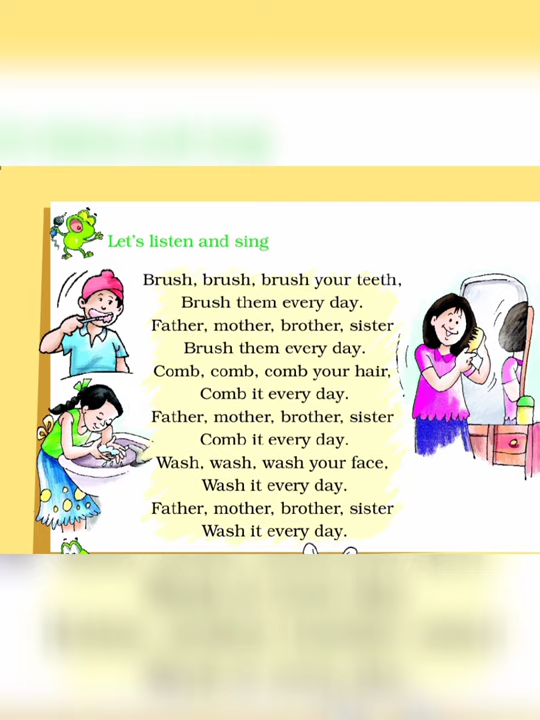 Let's listen and sing
Brush, brush, brush your teeth,
Brush them every day.
Father, mother, brother, sister
Brush them every day.
Comb, comb, comb your hair,
Comb it every day.
Father, mother, brother, sister
Comb it every day.
Wash, wash, wash your face,
Wash it every day.
Father, mother, brother, sister
Wash it every day.